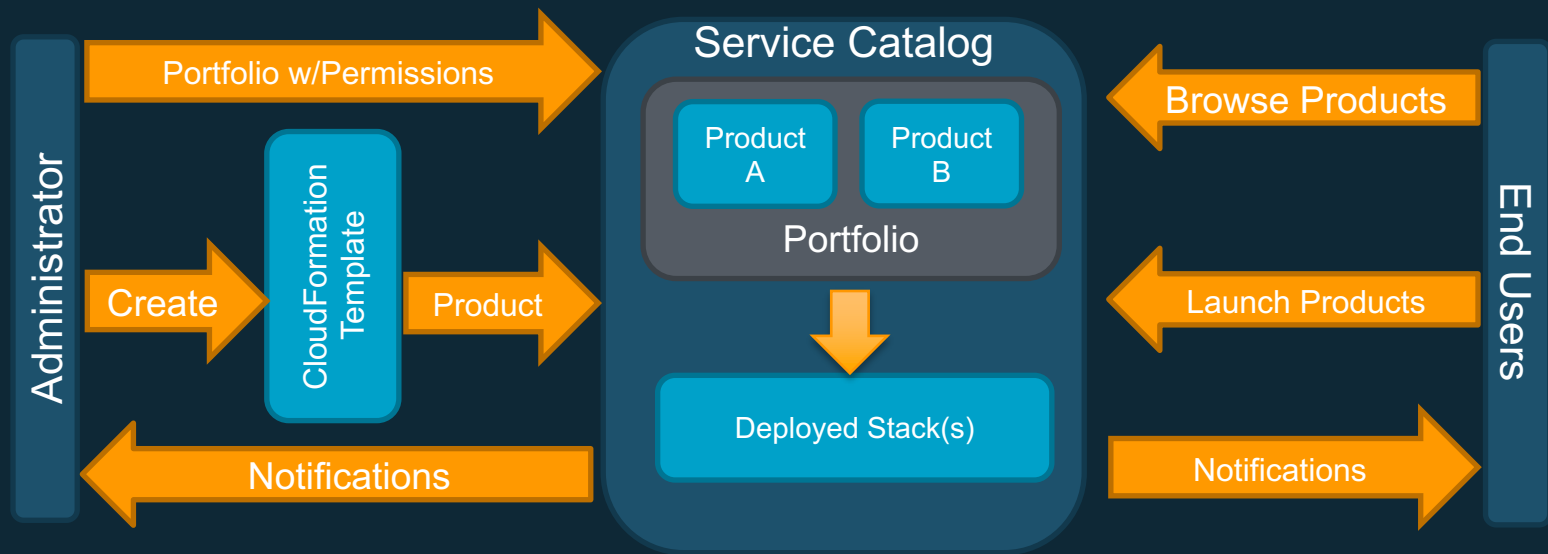 Service Catalog
Portfolio w/Permissions
Browse Products
Product
A
Product
B
Portfolio
Administrator
Create
CloudFormation
Template
Product
Launch Products
End Users
Deployed Stack(s)
Notifications
Notifications